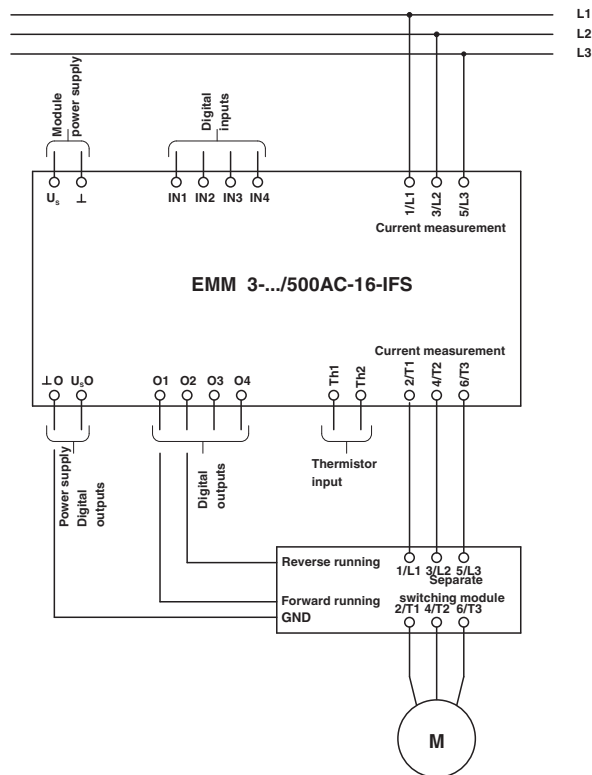 L1
L2
L3
Module
power supply
Digital
inputs
Us
⊥
IN1
IN2
IN3
IN4
1/L1
3/L2
5/L3
Current measurement
EMM 3-.../500AC-16-IFS
Current measurement
⊥O
UsO
O1
O2
O3
O4
Th1
Th2
2/T1
4/T2
6/T3
Power supply
Digital
outputs
Digital
outputs
Thermistor
input
Reverse running
1/L1 3/L2 5/L3
Separate
switching module
Forward running
2/T1 4/T2 6/T3
GND
M